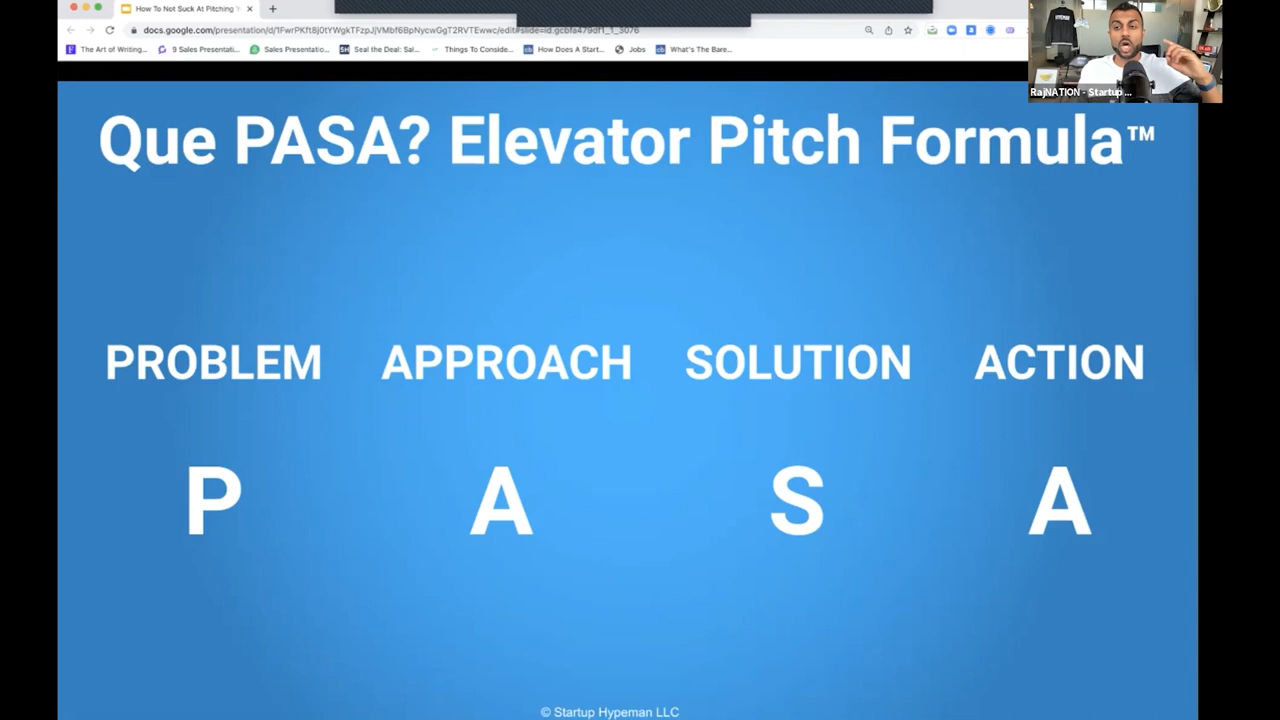 How To Not Suck At Pitching
docs.google.com/presentation/d/1FwrPKft8j0tYWgkTFzpJjVMbf6BpNycwGgT2RVTEwwc/edit#slide=id.gcbfa479df1_1_3076
The Art of Writing... 9 Sales Presentati... Sales Presentatio... SH Seal the Deal: Sal... Things To Conside... How Does A Start... Jobs What's The Bare...
RajNATION - Startup ...
Que PASA? Elevator Pitch Formula™
PROBLEM APPROACH SOLUTION ACTION
P A S A
© Startup Hypeman LLC